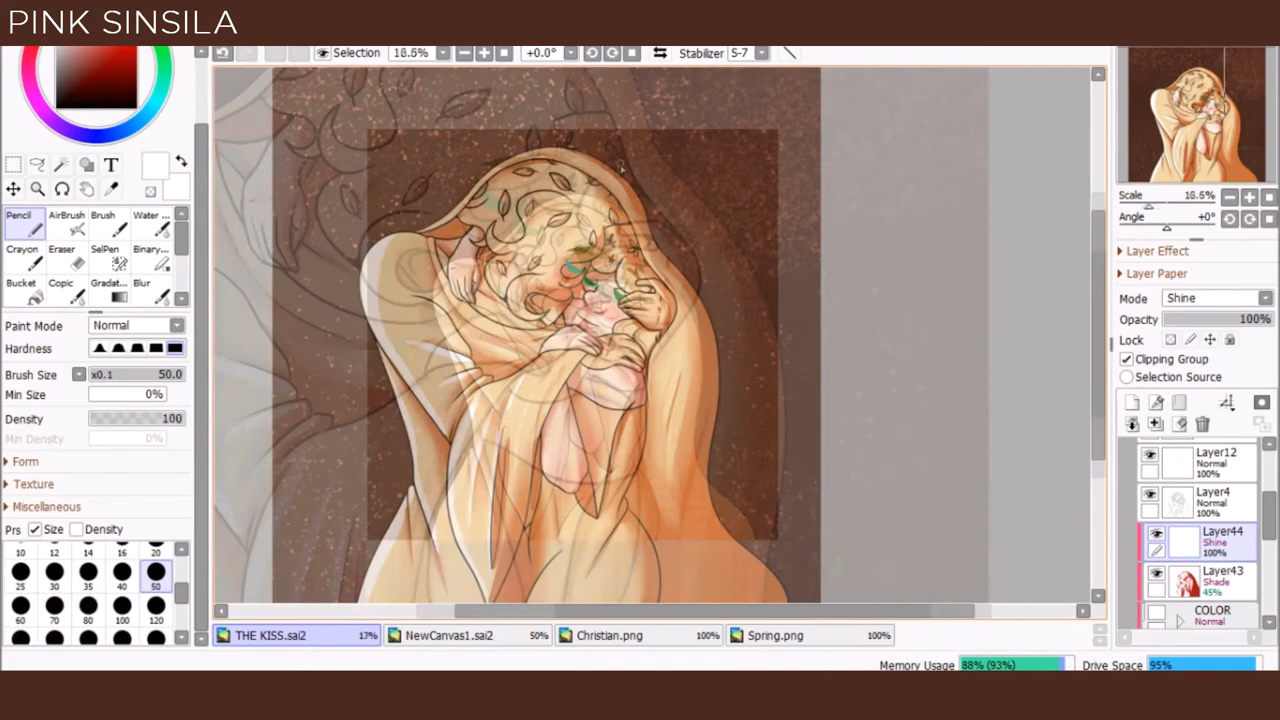 PINK SINSILA
Selection 18.6% +0.0° Stabilizer S-7
T
Pencil AirBrush Brush Water ...
Crayon Eraser SelPen Binary...
Bucket Copic Gradat... Blur
Paint Mode Normal
Hardness
Brush Size x0.1 50.0
Min Size 0%
Density 100
Min Density 0%
Form
Texture
Miscellaneous
Prs Size Density
10 12 14 16 20
25 30 35 40 50
60 70 80 100 120
Scale 18.6%
Angle +0°
Layer Effect
Layer Paper
Mode Shine
Opacity 100%
Lock
Clipping Group
Selection Source
Layer12
Normal
100%
Layer4
Normal
100%
Layer44
Shine
100%
Layer43
Shade
45%
COLOR
Normal
THE KISS.sai2 17% NewCanvas1.sai2 50% Christian.png 100% Spring.png 100%
Memory Usage 88% (93%) Drive Space 95%